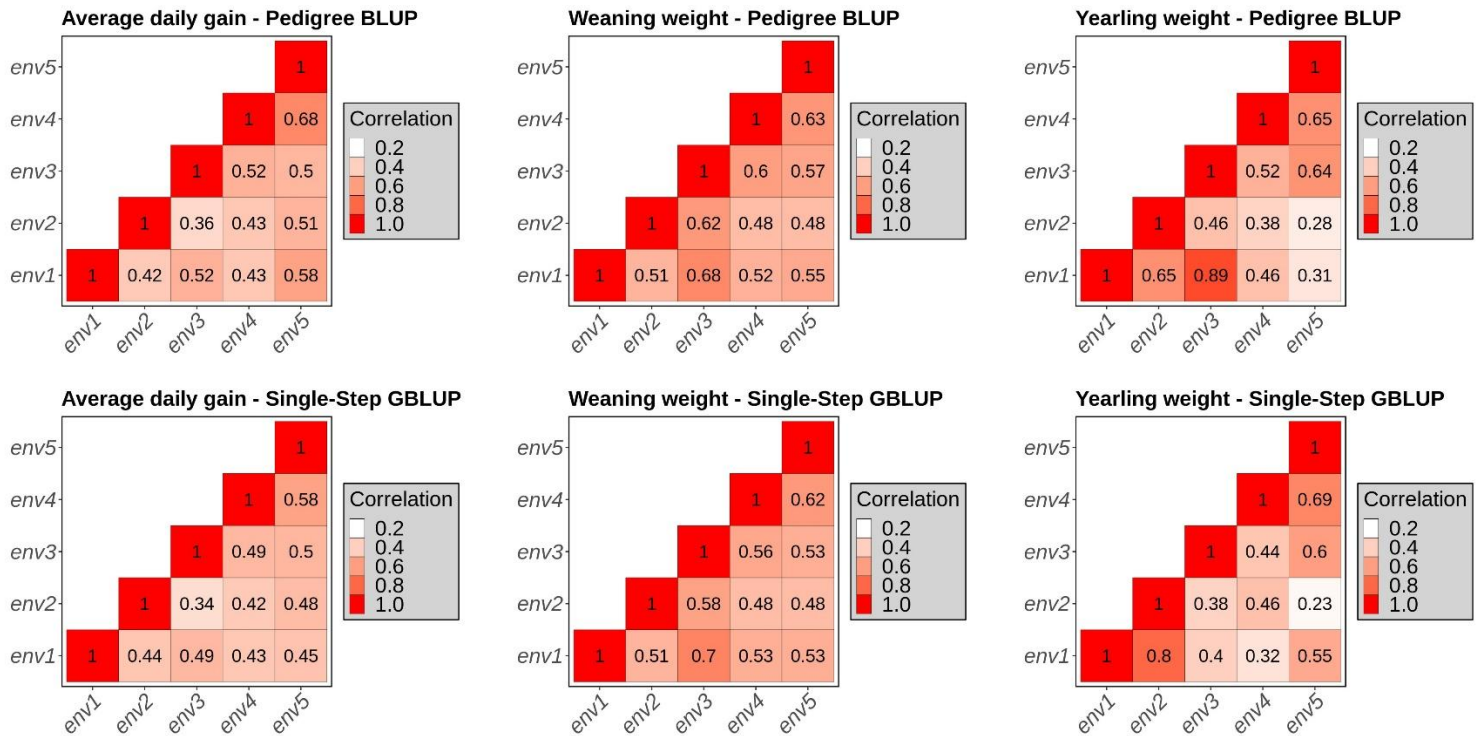 Average daily gain - Pedigree BLUP
env5 1
env4 1 0.68
env3 1 0.52 0.5
env2 1 0.36 0.43 0.51
env1 1 0.42 0.52 0.43 0.58
env1 env2 env3 env4 env5
Correlation
0.2
0.4
0.6
0.8
1.0
Weaning weight - Pedigree BLUP
env5 1
env4 1 0.63
env3 1 0.6 0.57
env2 1 0.62 0.48 0.48
env1 1 0.51 0.68 0.52 0.55
env1 env2 env3 env4 env5
Correlation
0.2
0.4
0.6
0.8
1.0
Yearling weight - Pedigree BLUP
env5 1
env4 1 0.65
env3 1 0.52 0.64
env2 1 0.46 0.38 0.28
env1 1 0.65 0.89 0.46 0.31
env1 env2 env3 env4 env5
Correlation
0.2
0.4
0.6
0.8
1.0
Average daily gain - Single-Step GBLUP
env5 1
env4 1 0.58
env3 1 0.49 0.5
env2 1 0.34 0.42 0.48
env1 1 0.44 0.49 0.43 0.45
env1 env2 env3 env4 env5
Correlation
0.2
0.4
0.6
0.8
1.0
Weaning weight - Single-Step GBLUP
env5 1
env4 1 0.62
env3 1 0.56 0.53
env2 1 0.58 0.48 0.48
env1 1 0.51 0.7 0.53 0.53
env1 env2 env3 env4 env5
Correlation
0.2
0.4
0.6
0.8
1.0
Yearling weight - Single-Step GBLUP
env5 1
env4 1 0.69
env3 1 0.44 0.6
env2 1 0.38 0.46 0.23
env1 1 0.8 0.4 0.32 0.55
env1 env2 env3 env4 env5
Correlation
0.2
0.4
0.6
0.8
1.0